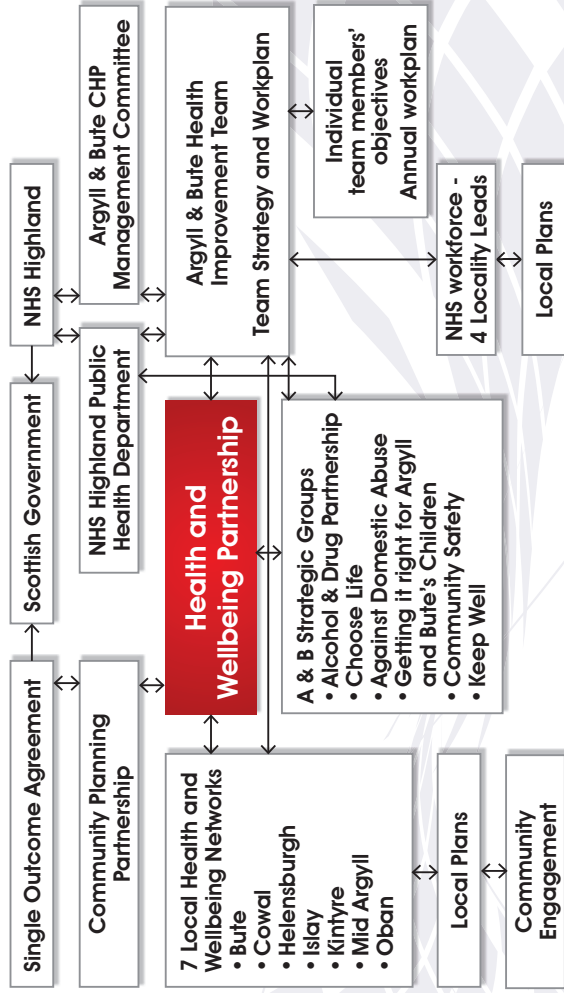 Single Outcome Agreement
Scottish Government
NHS Highland
Community Planning
Partnership
NHS Highland Public
Health Department
Argyll & Bute CHP
Management Committee
7 Local Health and
Wellbeing Networks
• Bute
• Cowal
• Helensburgh
• Islay
• Kintyre
• Mid Argyll
• Oban
Health and
Wellbeing Partnership
Argyll & Bute Health
Improvement Team
Team Strategy and Workplan
A & B Strategic Groups
• Alcohol & Drug Partnership
• Choose Life
• Against Domestic Abuse
• Getting it right for Argyll
and Bute's Children
• Community Safety
• Keep Well
Individual
team members'
objectives
Annual workplan
Local Plans
NHS workforce -
4 Locality Leads
Community
Engagement
Local Plans